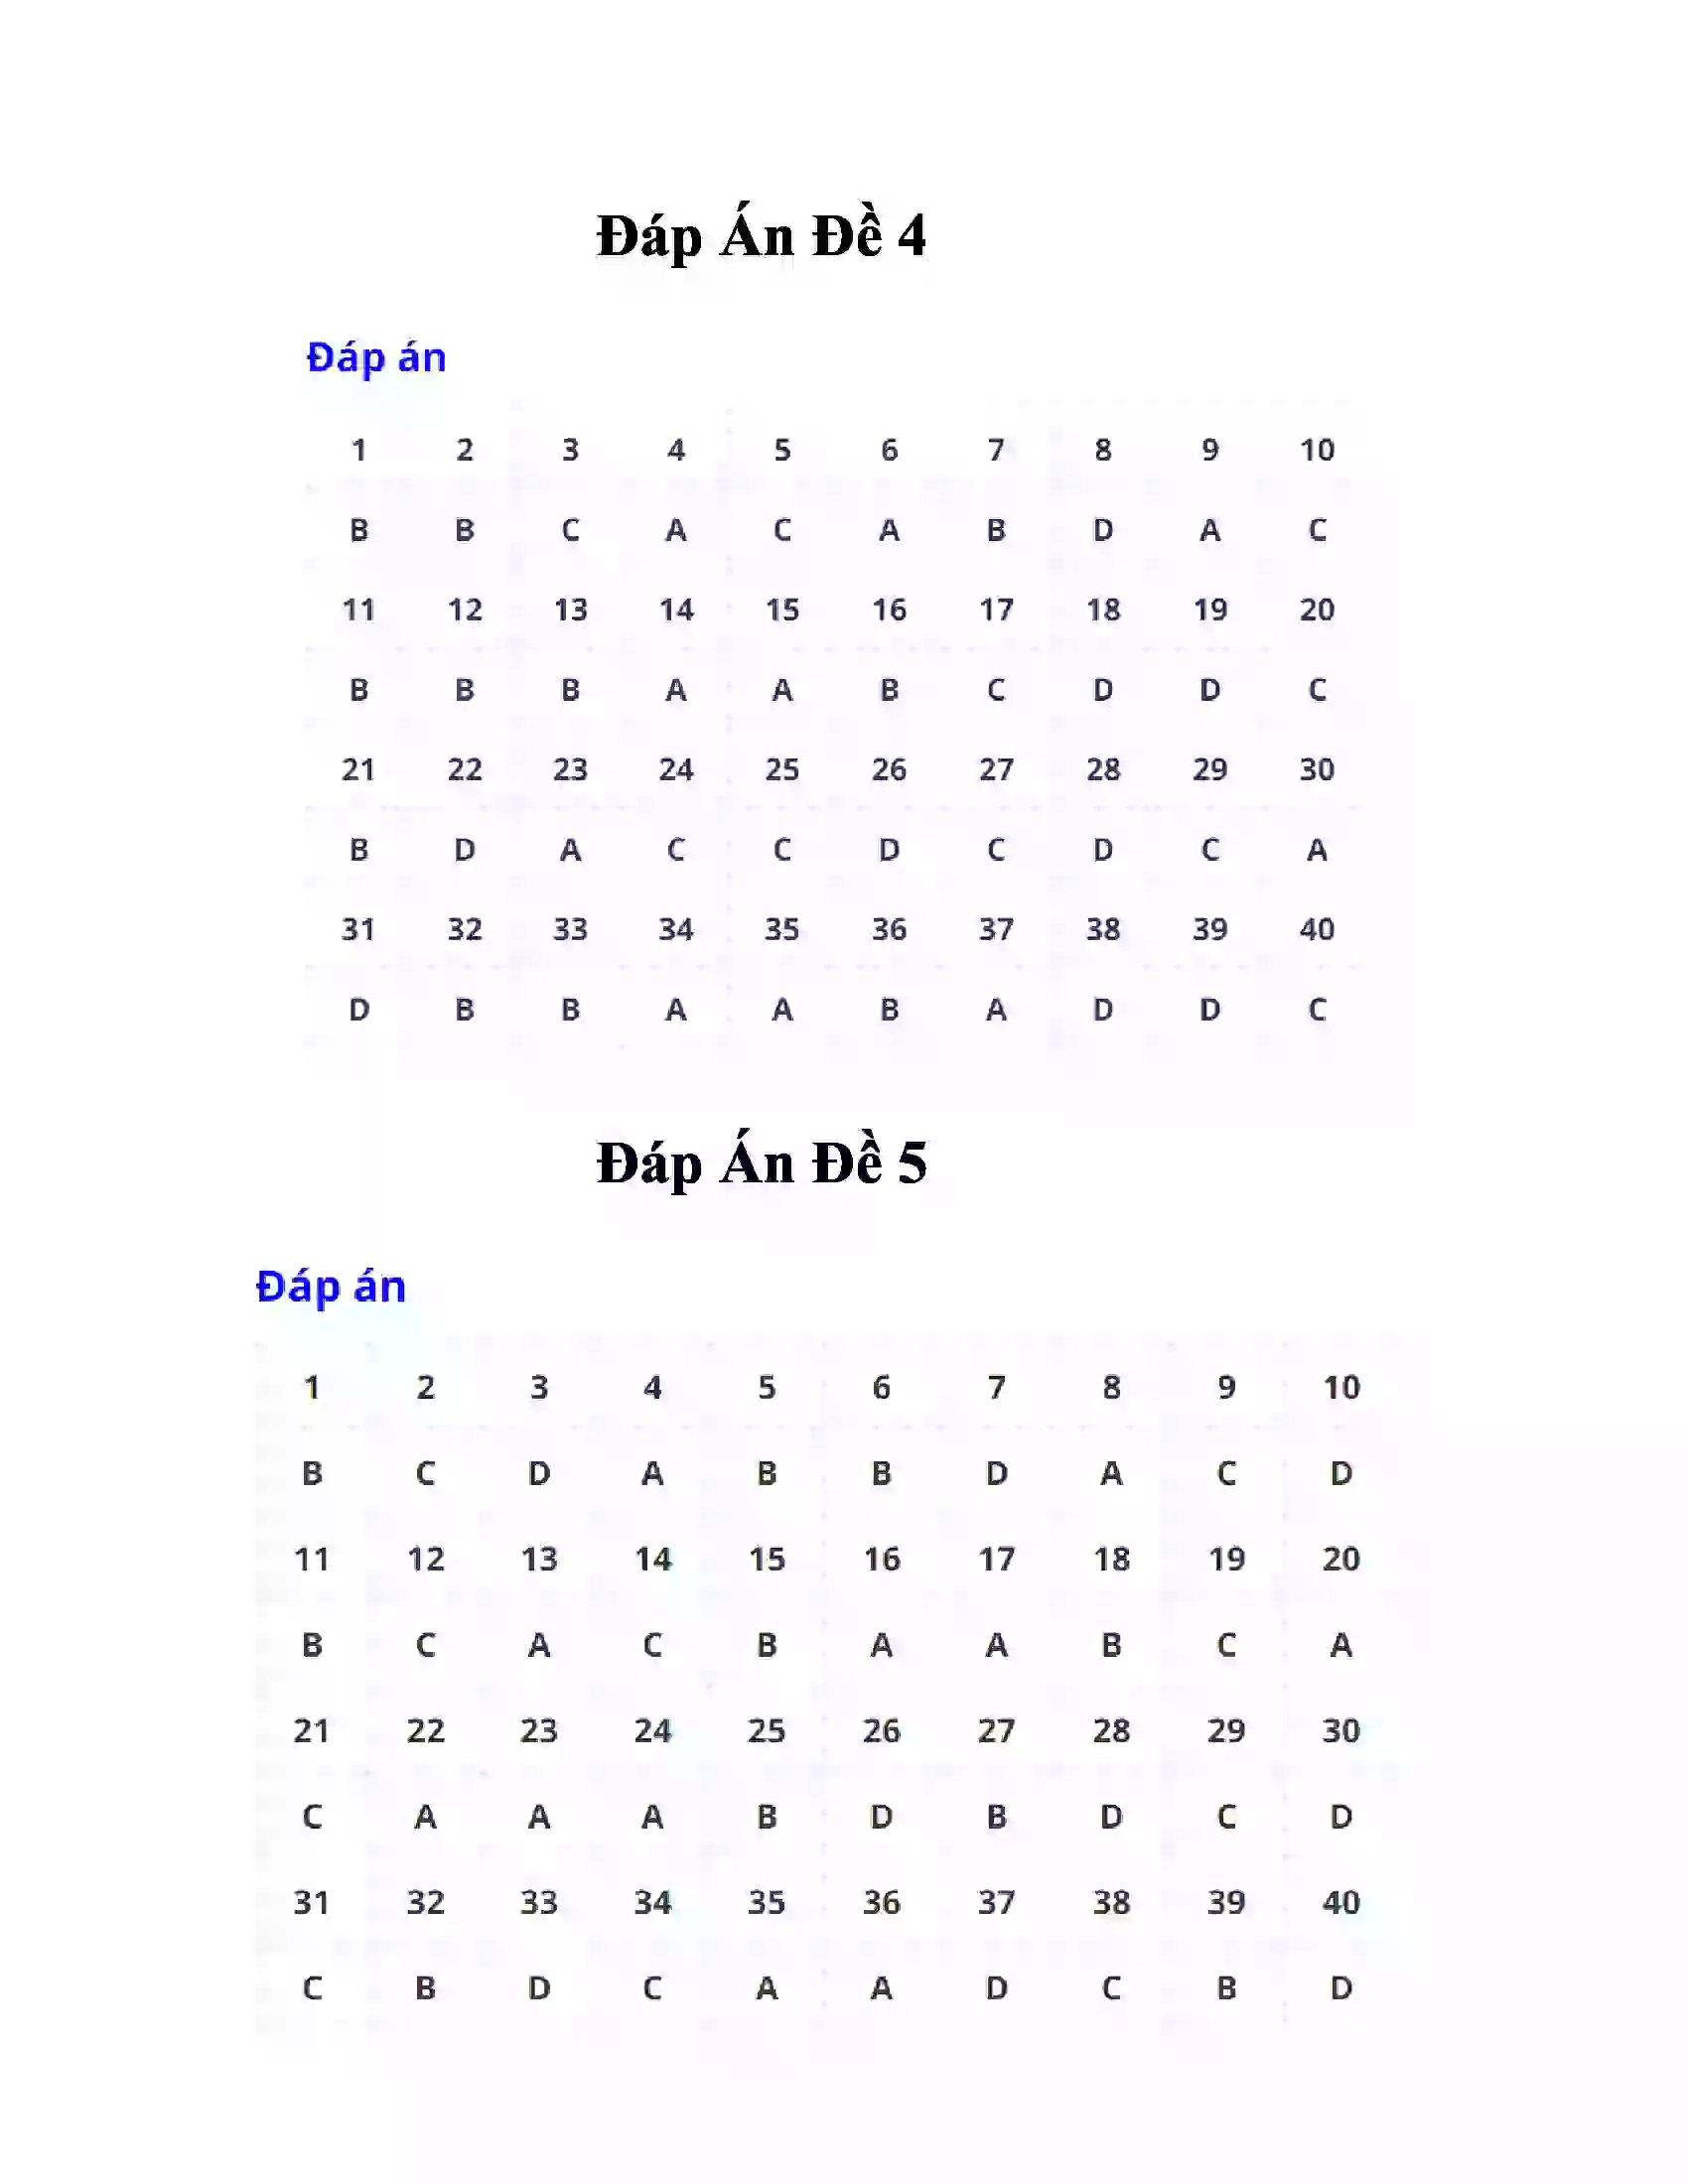 Đáp Án Đề 4
Đáp án
1 2 3 4 5 6 7 8 9 10
B B C A C A B D A C
11 12 13 14 15 16 17 18 19 20
B B B A A B C D D C
21 22 23 24 25 26 27 28 29 30
B D A C C D C D C A
31 32 33 34 35 36 37 38 39 40
D B B A A B A D D C
Đáp Án Đề 5
Đáp án
1 2 3 4 5 6 7 8 9 10
B C D A B B D A C D
11 12 13 14 15 16 17 18 19 20
B C A C B A A B C A
21 22 23 24 25 26 27 28 29 30
C A A A B D B D C D
31 32 33 34 35 36 37 38 39 40
C B D C A A D C B D